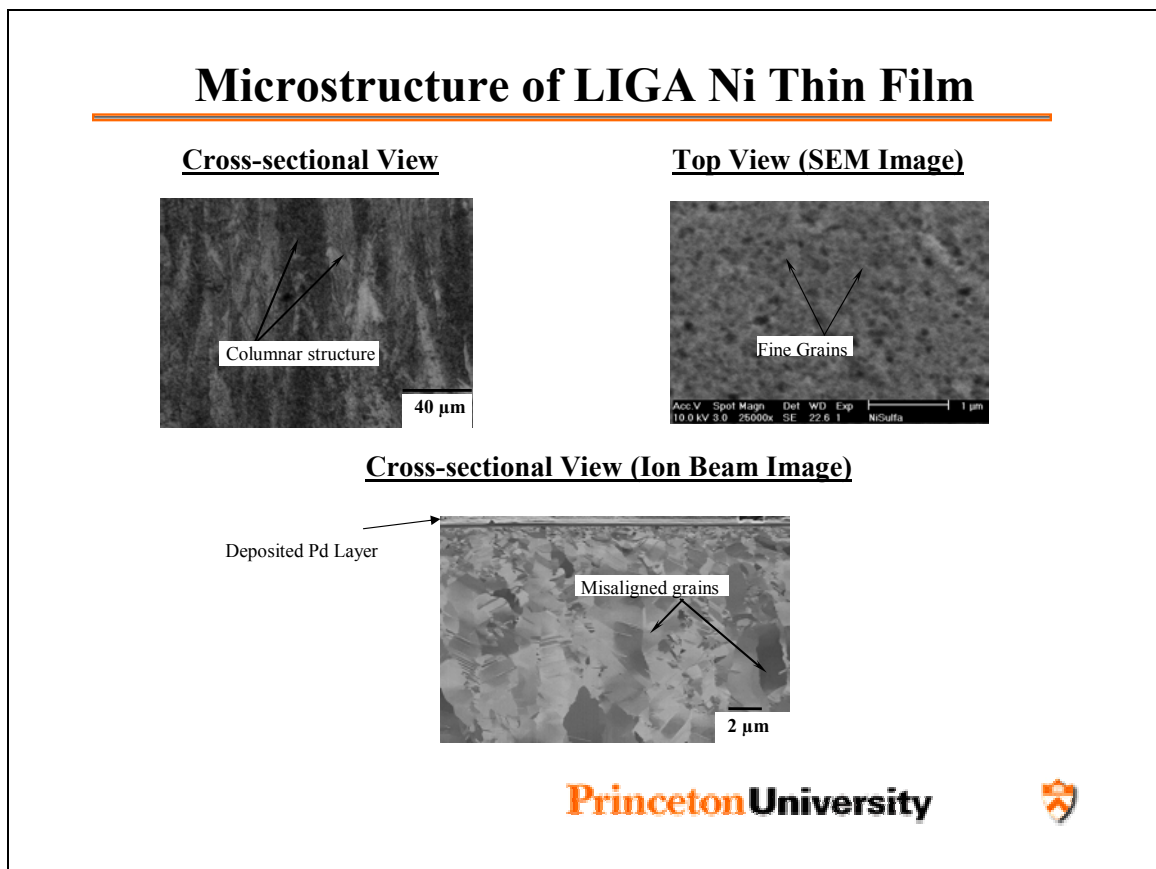 Microstructure of LIGA Ni Thin Film
Cross-sectional View
Columnar structure
40 μm
Top View (SEM Image)
Fine Grains
Acc.V Spot Magn Det WD Exp 1 μm
10.0 kV 3.0 25000x SE 22.6 1 NiSulfa
Cross-sectional View (Ion Beam Image)
Deposited Pd Layer
Misaligned grains
2 μm
Princeton University